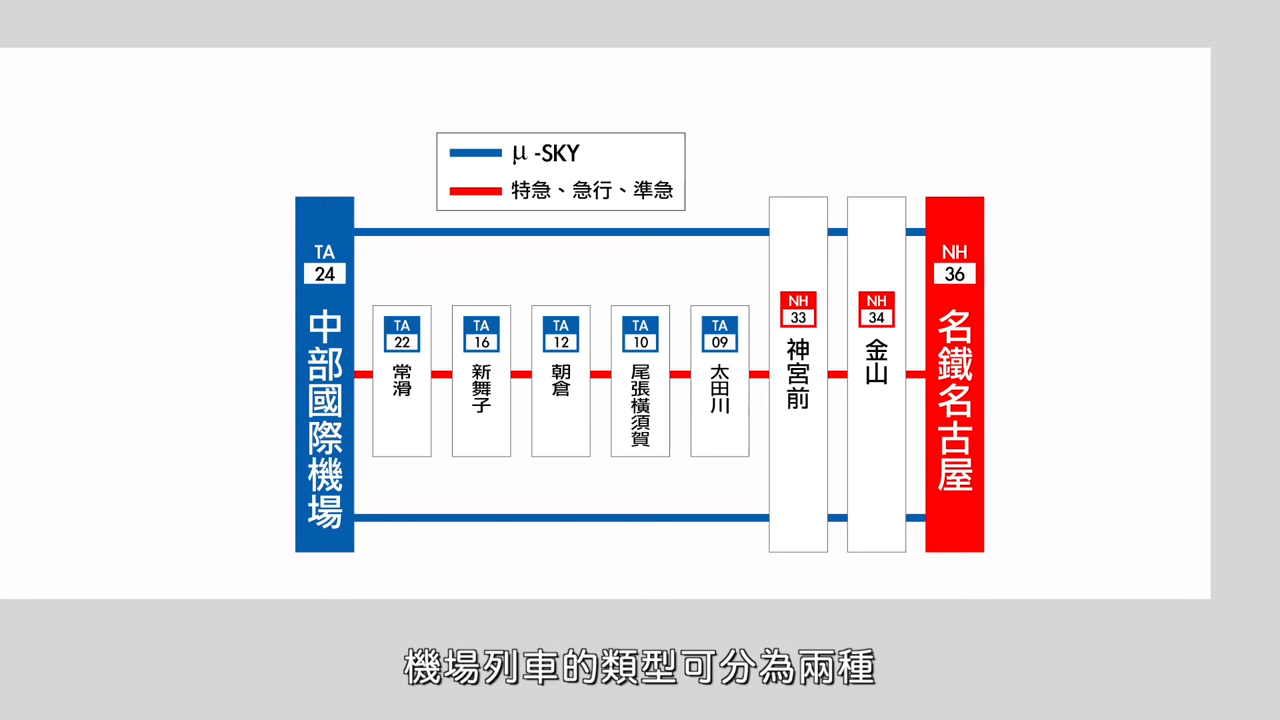 μ -SKY
特急、急行、準急
TA
24
中部國際機場
TA
22
常滑
TA
16
新舞子
TA
12
朝倉
TA
10
尾張橫須賀
TA
09
太田川
NH
33
神宮前
NH
34
金山
NH
36
名鐵名古屋
機場列車的類型可分為兩種